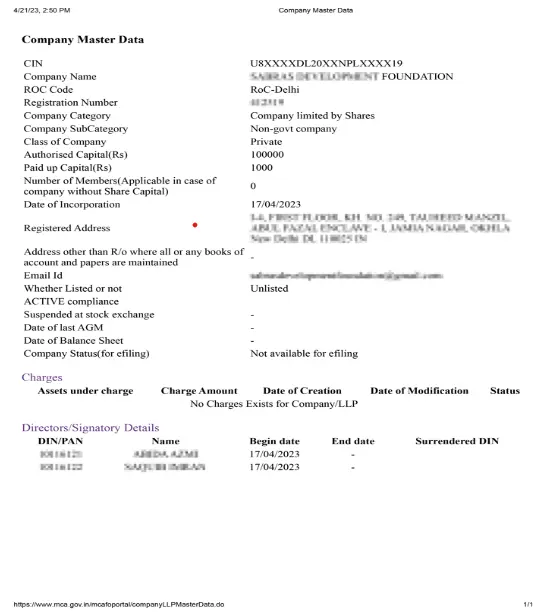 4/21/23, 2:50 PM Company Master Data
Company Master Data
CIN U8XXXXDL20XXNPLXXXX19
Company Name FOUNDATION
ROC Code RoC-Delhi
Registration Number
Company Category Company limited by Shares
Company SubCategory Non-govt company
Class of Company Private
Authorised Capital(Rs) 100000
Paid up Capital(Rs) 1000
Number of Members(Applicable in case of
company without Share Capital) 0
Date of Incorporation 17/04/2023
Registered Address
Address other than R/o where all or any books of
account and papers are maintained -
Email Id
Whether Listed or not Unlisted
ACTIVE compliance
Suspended at stock exchange -
Date of last AGM -
Date of Balance Sheet -
Company Status(for efiling) Not available for efiling
Charges
Assets under charge Charge Amount Date of Creation Date of Modification Status
No Charges Exists for Company/LLP
Directors/Signatory Details
DIN/PAN Name Begin date End date Surrendered DIN
17/04/2023 -
17/04/2023 -
https://www.mca.gov.in/mcafoportal/companyLLPMasterData.do 1/1